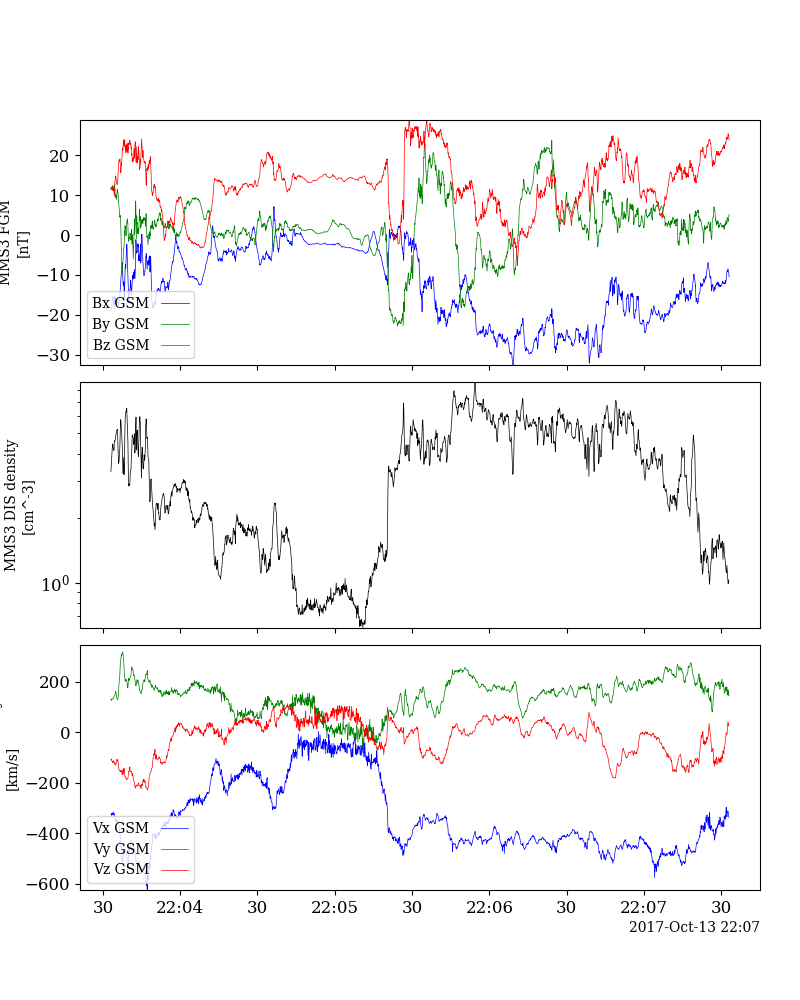 MMS3 FGM
[nT]
20
10
0
−10
−20
−30
Bx GSM
By GSM
Bz GSM
MMS3 DIS density
[cm^-3]
10^0
[km/s]
200
0
−200
−400
−600
Vx GSM
Vy GSM
Vz GSM
30 22:04 30 22:05 30 22:06 30 22:07 30
2017-Oct-13 22:07